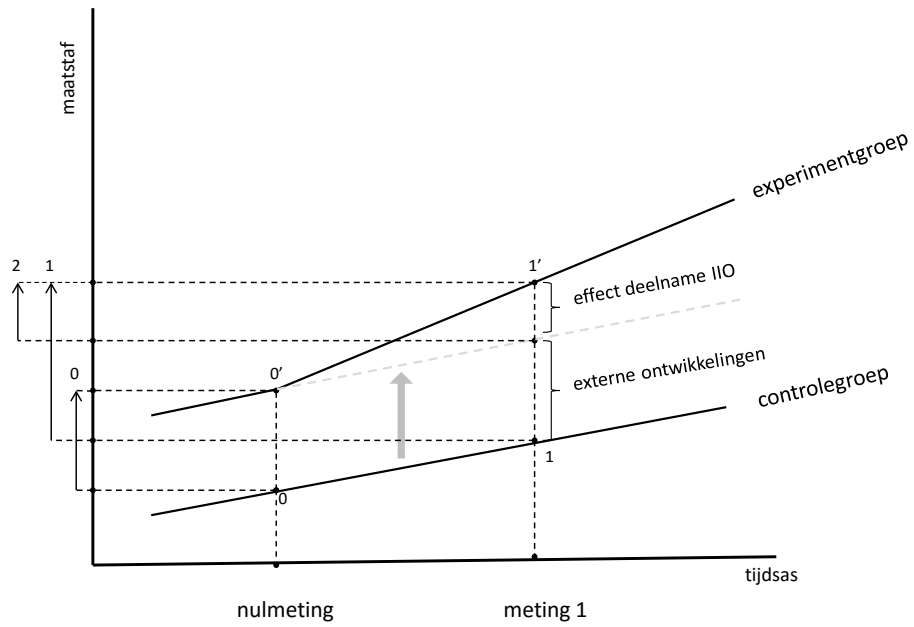 maatstaf
experimentgroep
2
1
1’
effect deelname IIO
0
0’
externe ontwikkelingen
controlegroep
1
0
tijdsas
nulmeting
meting 1